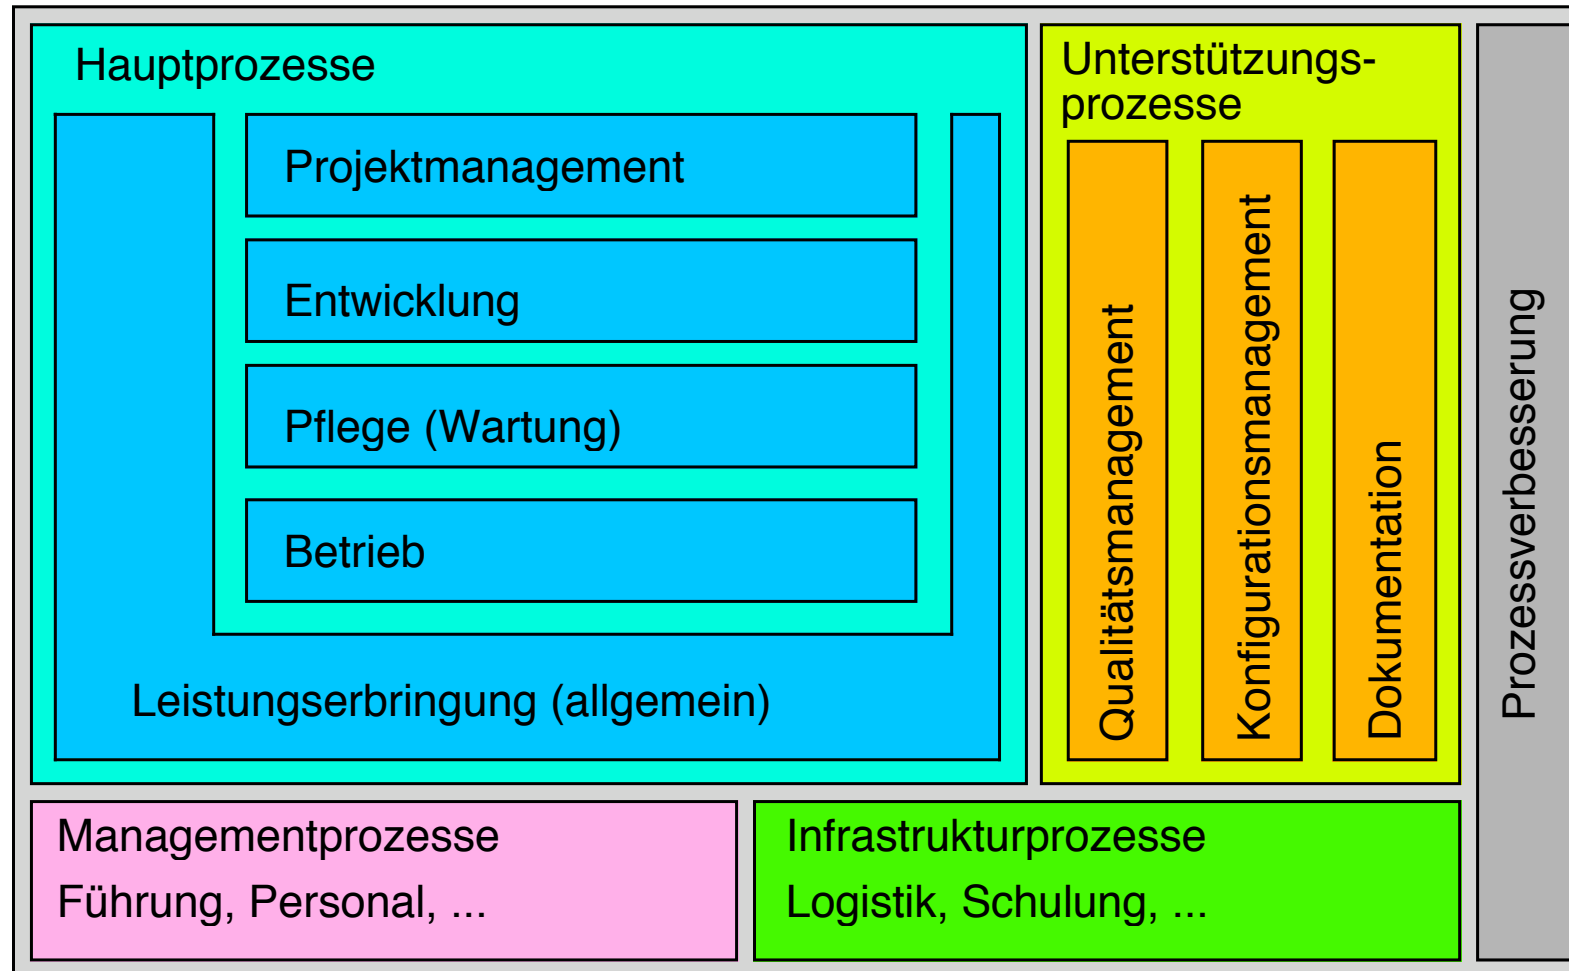 Hauptprozesse
Projektmanagement
Entwicklung
Pflege (Wartung)
Betrieb
Leistungserbringung (allgemein)
Unterstützungs-
prozesse
Qualitätsmanagement
Konfigurationsmanagement
Dokumentation
Prozessverbesserung
Managementprozesse
Führung, Personal, ...
Infrastrukturprozesse
Logistik, Schulung, ...